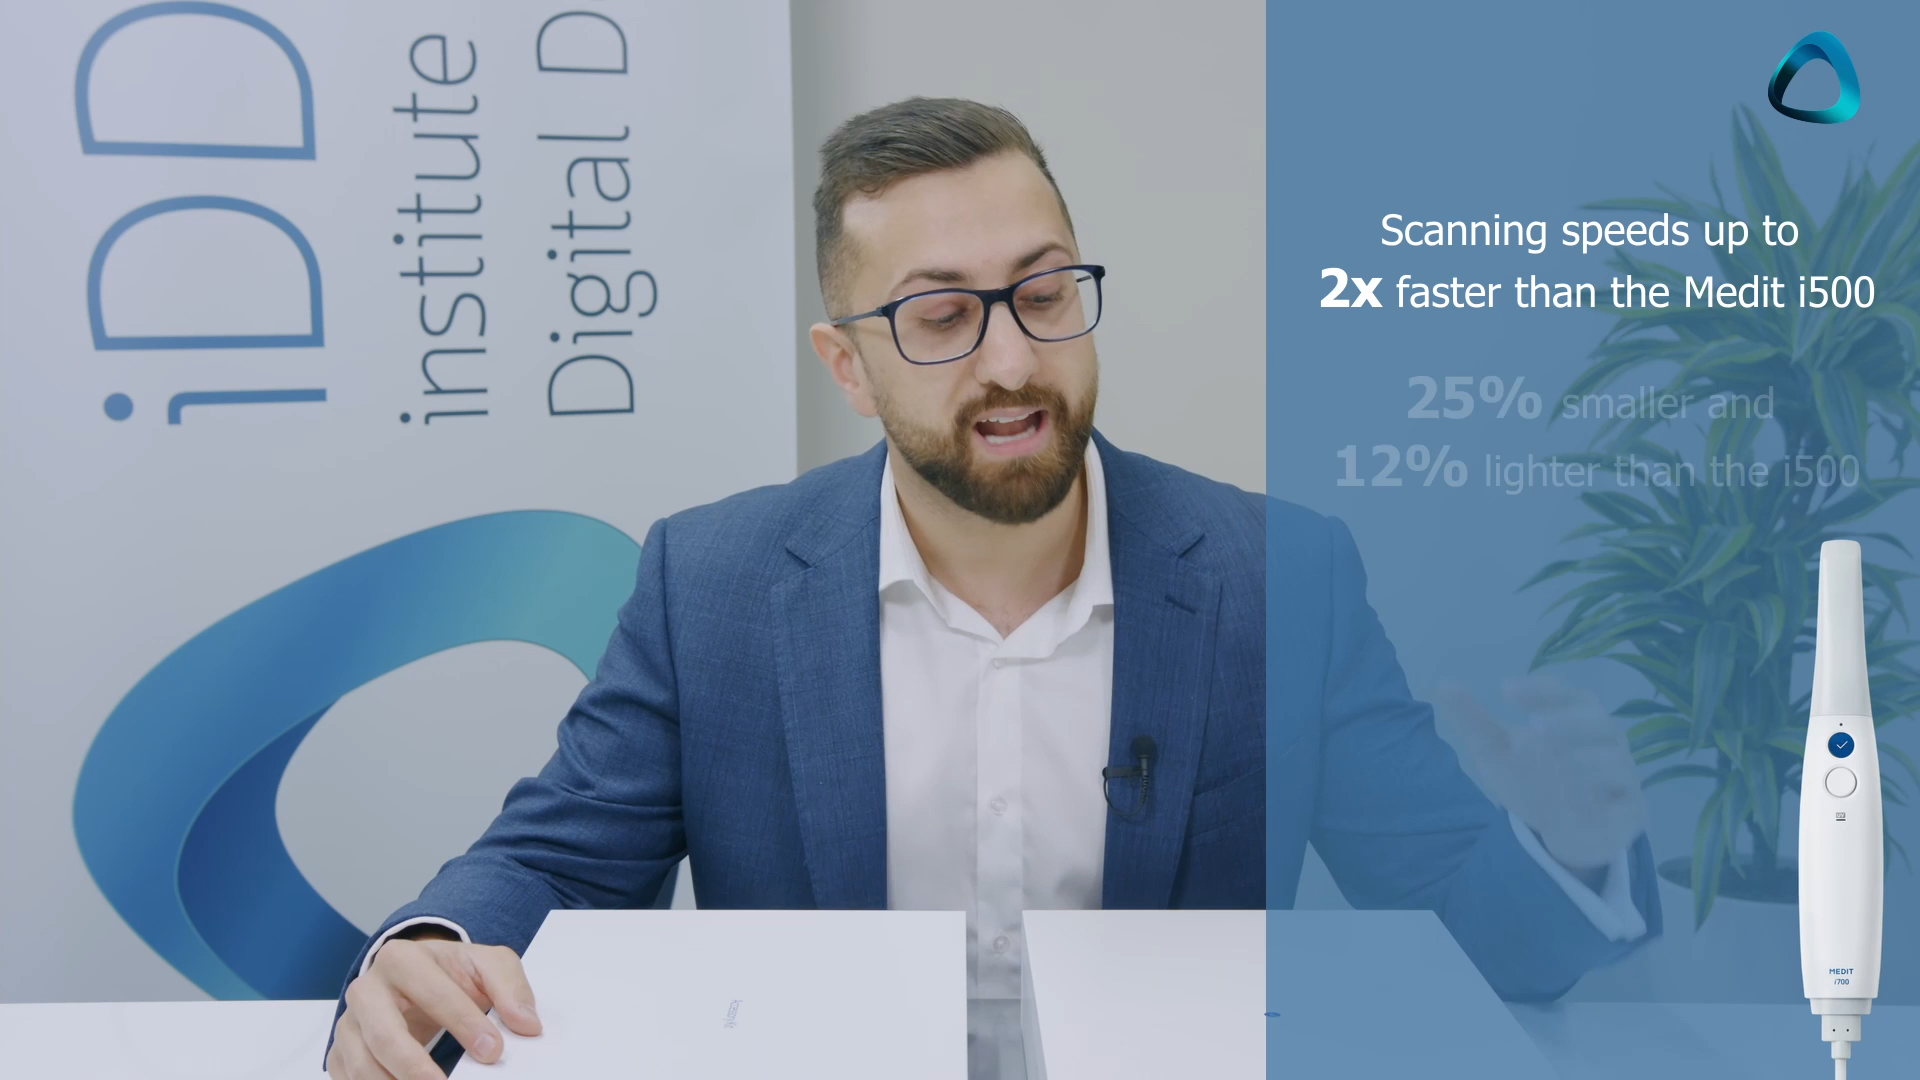 iDD
institute
Digital D
Scanning speeds up to
2x faster than the Medit i500
25% smaller and
12% lighter than the i500
MEDIT
i700